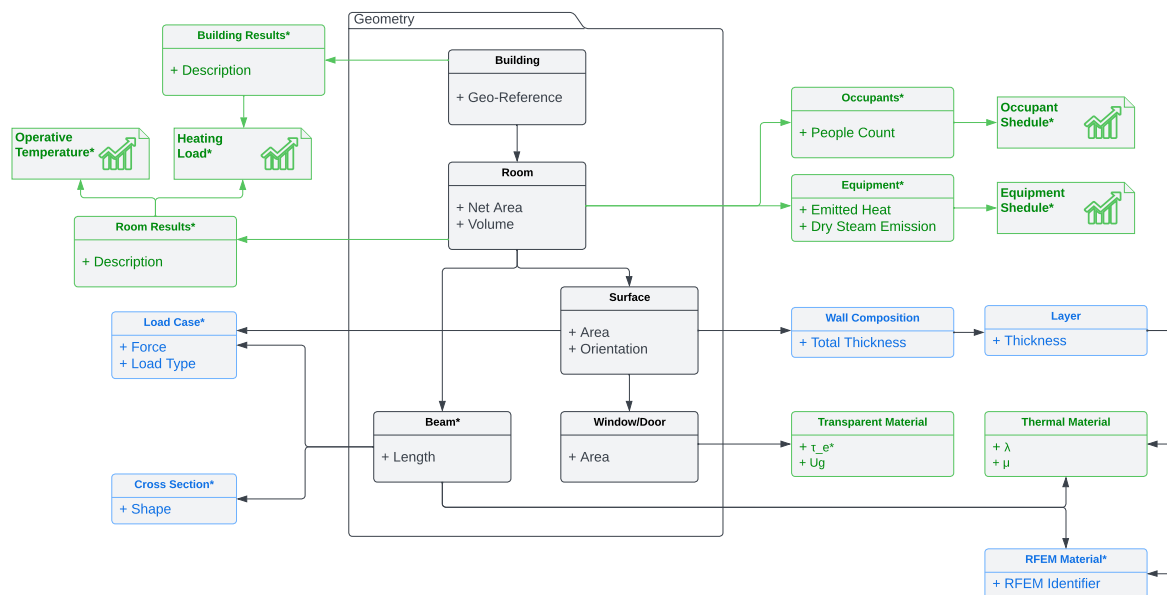 Geometry
Building Results*
+ Description
Building
+ Geo-Reference
Operative
Temperature*
Heating
Load*
Occupants*
+ People Count
Occupant
Shedule*
Room
+ Net Area
+ Volume
Equipment*
+ Emitted Heat
+ Dry Steam Emission
Equipment
Shedule*
Room Results*
+ Description
Surface
+ Area
+ Orientation
Load Case*
+ Force
+ Load Type
Wall Composition
+ Total Thickness
Layer
+ Thickness
Beam*
+ Length
Window/Door
+ Area
Transparent Material
+ τ_e*
+ Ug
Thermal Material
+ λ
+ μ
Cross Section*
+ Shape
RFEM Material*
+ RFEM Identifier